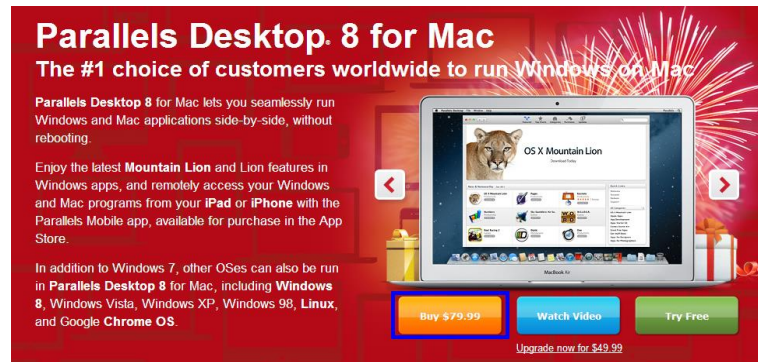 Parallels Desktop® 8 for Mac
The #1 choice of customers worldwide to run Windows on Mac
Parallels Desktop 8 for Mac lets you seamlessly run
Windows and Mac applications side-by-side, without
rebooting.
Enjoy the latest Mountain Lion and Lion features in
Windows apps, and remotely access your Windows
and Mac programs from your iPad or iPhone with the
Parallels Mobile app, available for purchase in the App
Store.
In addition to Windows 7, other OSes can also be run
in Parallels Desktop 8 for Mac, including Windows
8, Windows Vista, Windows XP, Windows 98, Linux,
and Google Chrome OS.
OS X Mountain Lion
Download Today
MacBook Air
Buy $79.99
Watch Video
Try Free
Upgrade now for $49.99